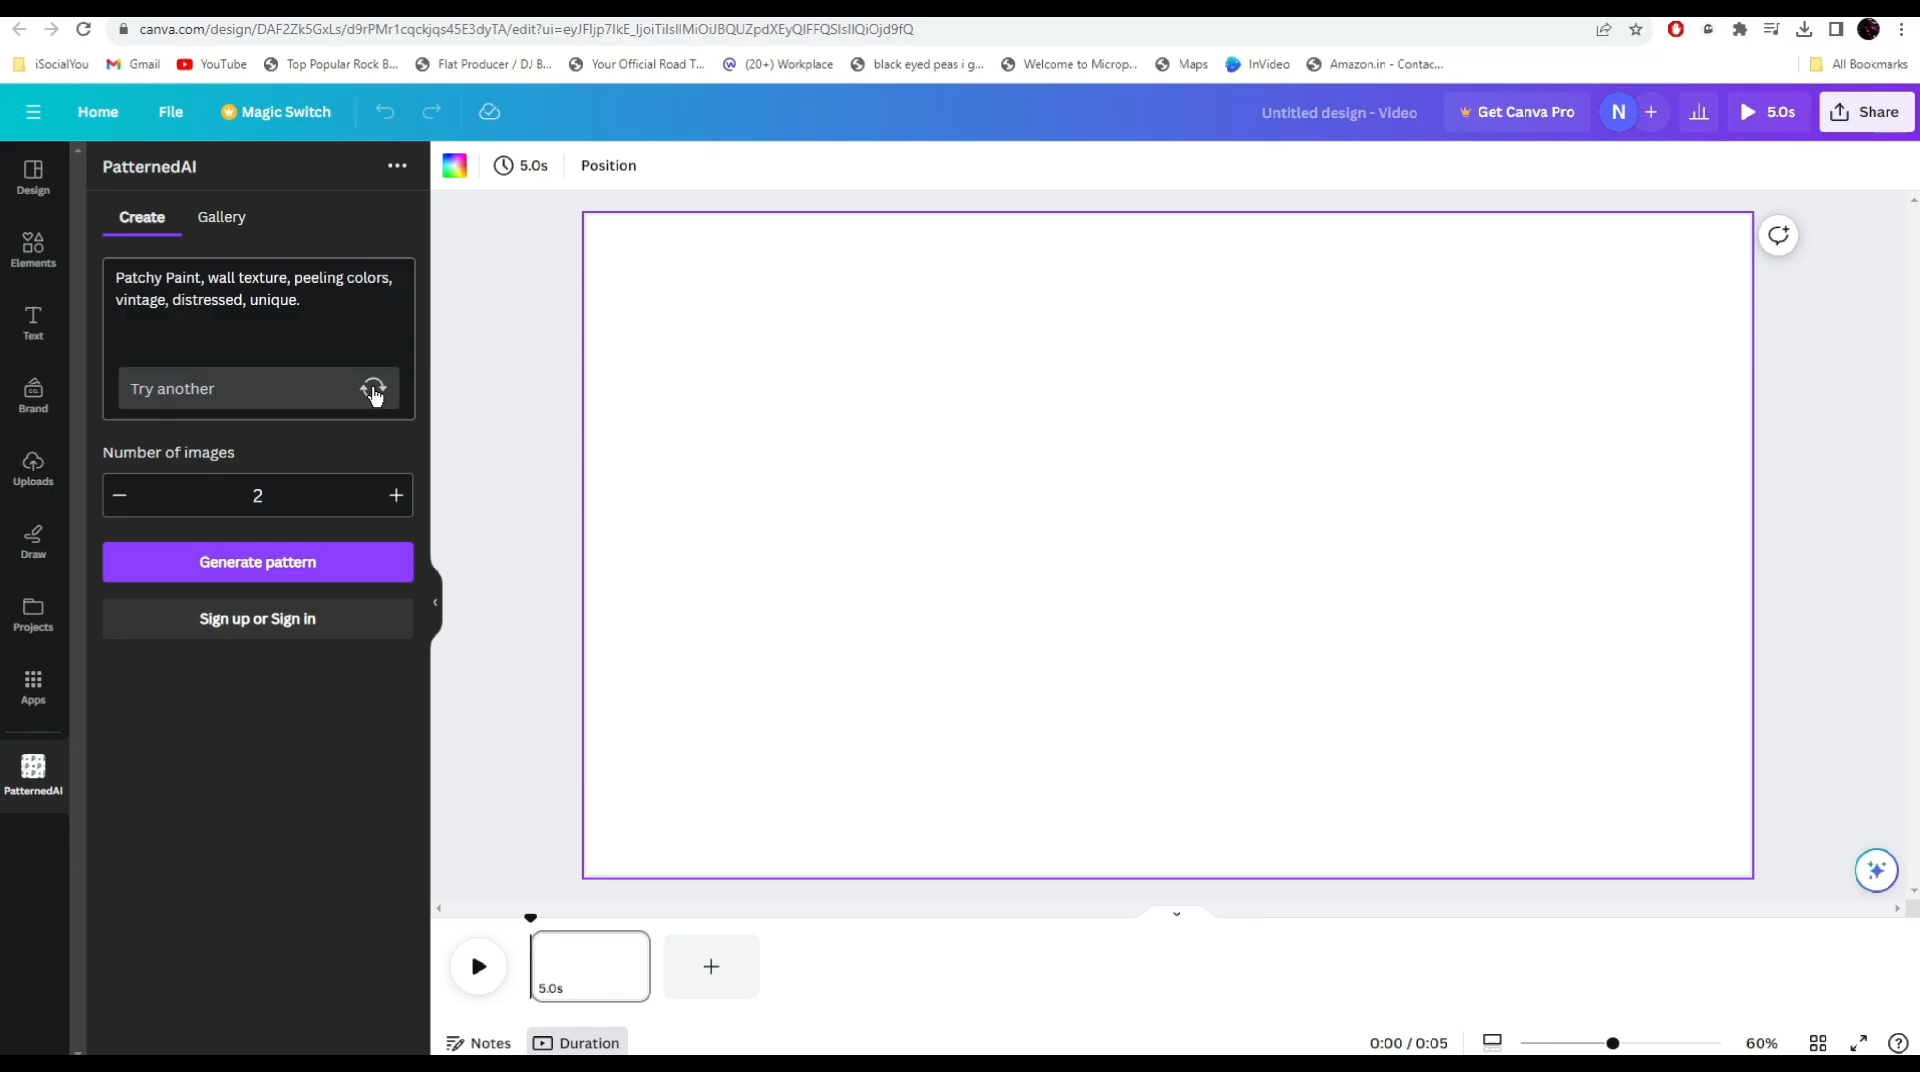 canva.com/design/DAF2Zk5GxLs/d9rPMr1cqckjqs45E3dyTA/edit?ui=eyJFIjp7IkE_IjoiTiIsIlMiOiJBQUZpdXEyQlFFQSIsIlQiOjd9fQ
iSocialYou Gmail YouTube Top Popular Rock B... Flat Producer / DJ B... Your Official Road T... (20+) Workplace black eyed peas i g... Welcome to Microp... Maps InVideo Amazon.in - Contac... All Bookmarks
Home File Magic Switch Untitled design - Video Get Canva Pro N 5.0s Share
PatternedAI
5.0s Position
Create Gallery
Patchy Paint, wall texture, peeling colors,
vintage, distressed, unique.
Try another
Number of images
2
Generate pattern
Sign up or Sign in
Design
Elements
Text
Brand
Uploads
Draw
Projects
Apps
PatternedAI
5.0s
Notes Duration 0:00 / 0:05 60%